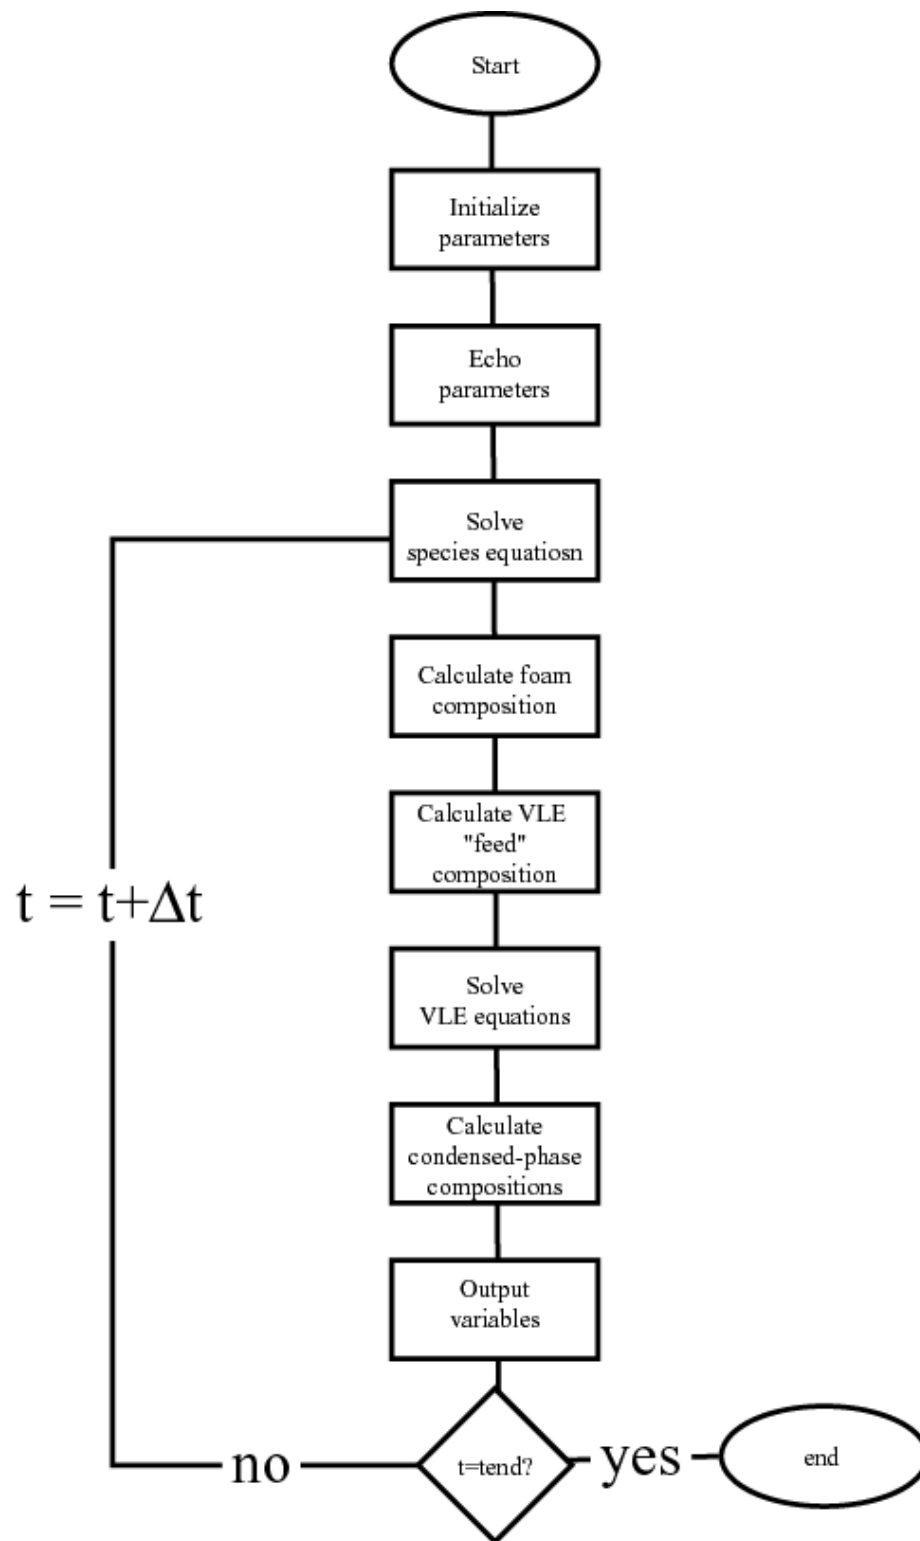 Start
Initialize
parameters
Echo
parameters
Solve
species equatiosn
Calculate foam
composition
Calculate VLE
"feed"
composition
t = t+Δt
Solve
VLE equations
Calculate
condensed-phase
compositions
Output
variables
no
t=tend?
yes
end